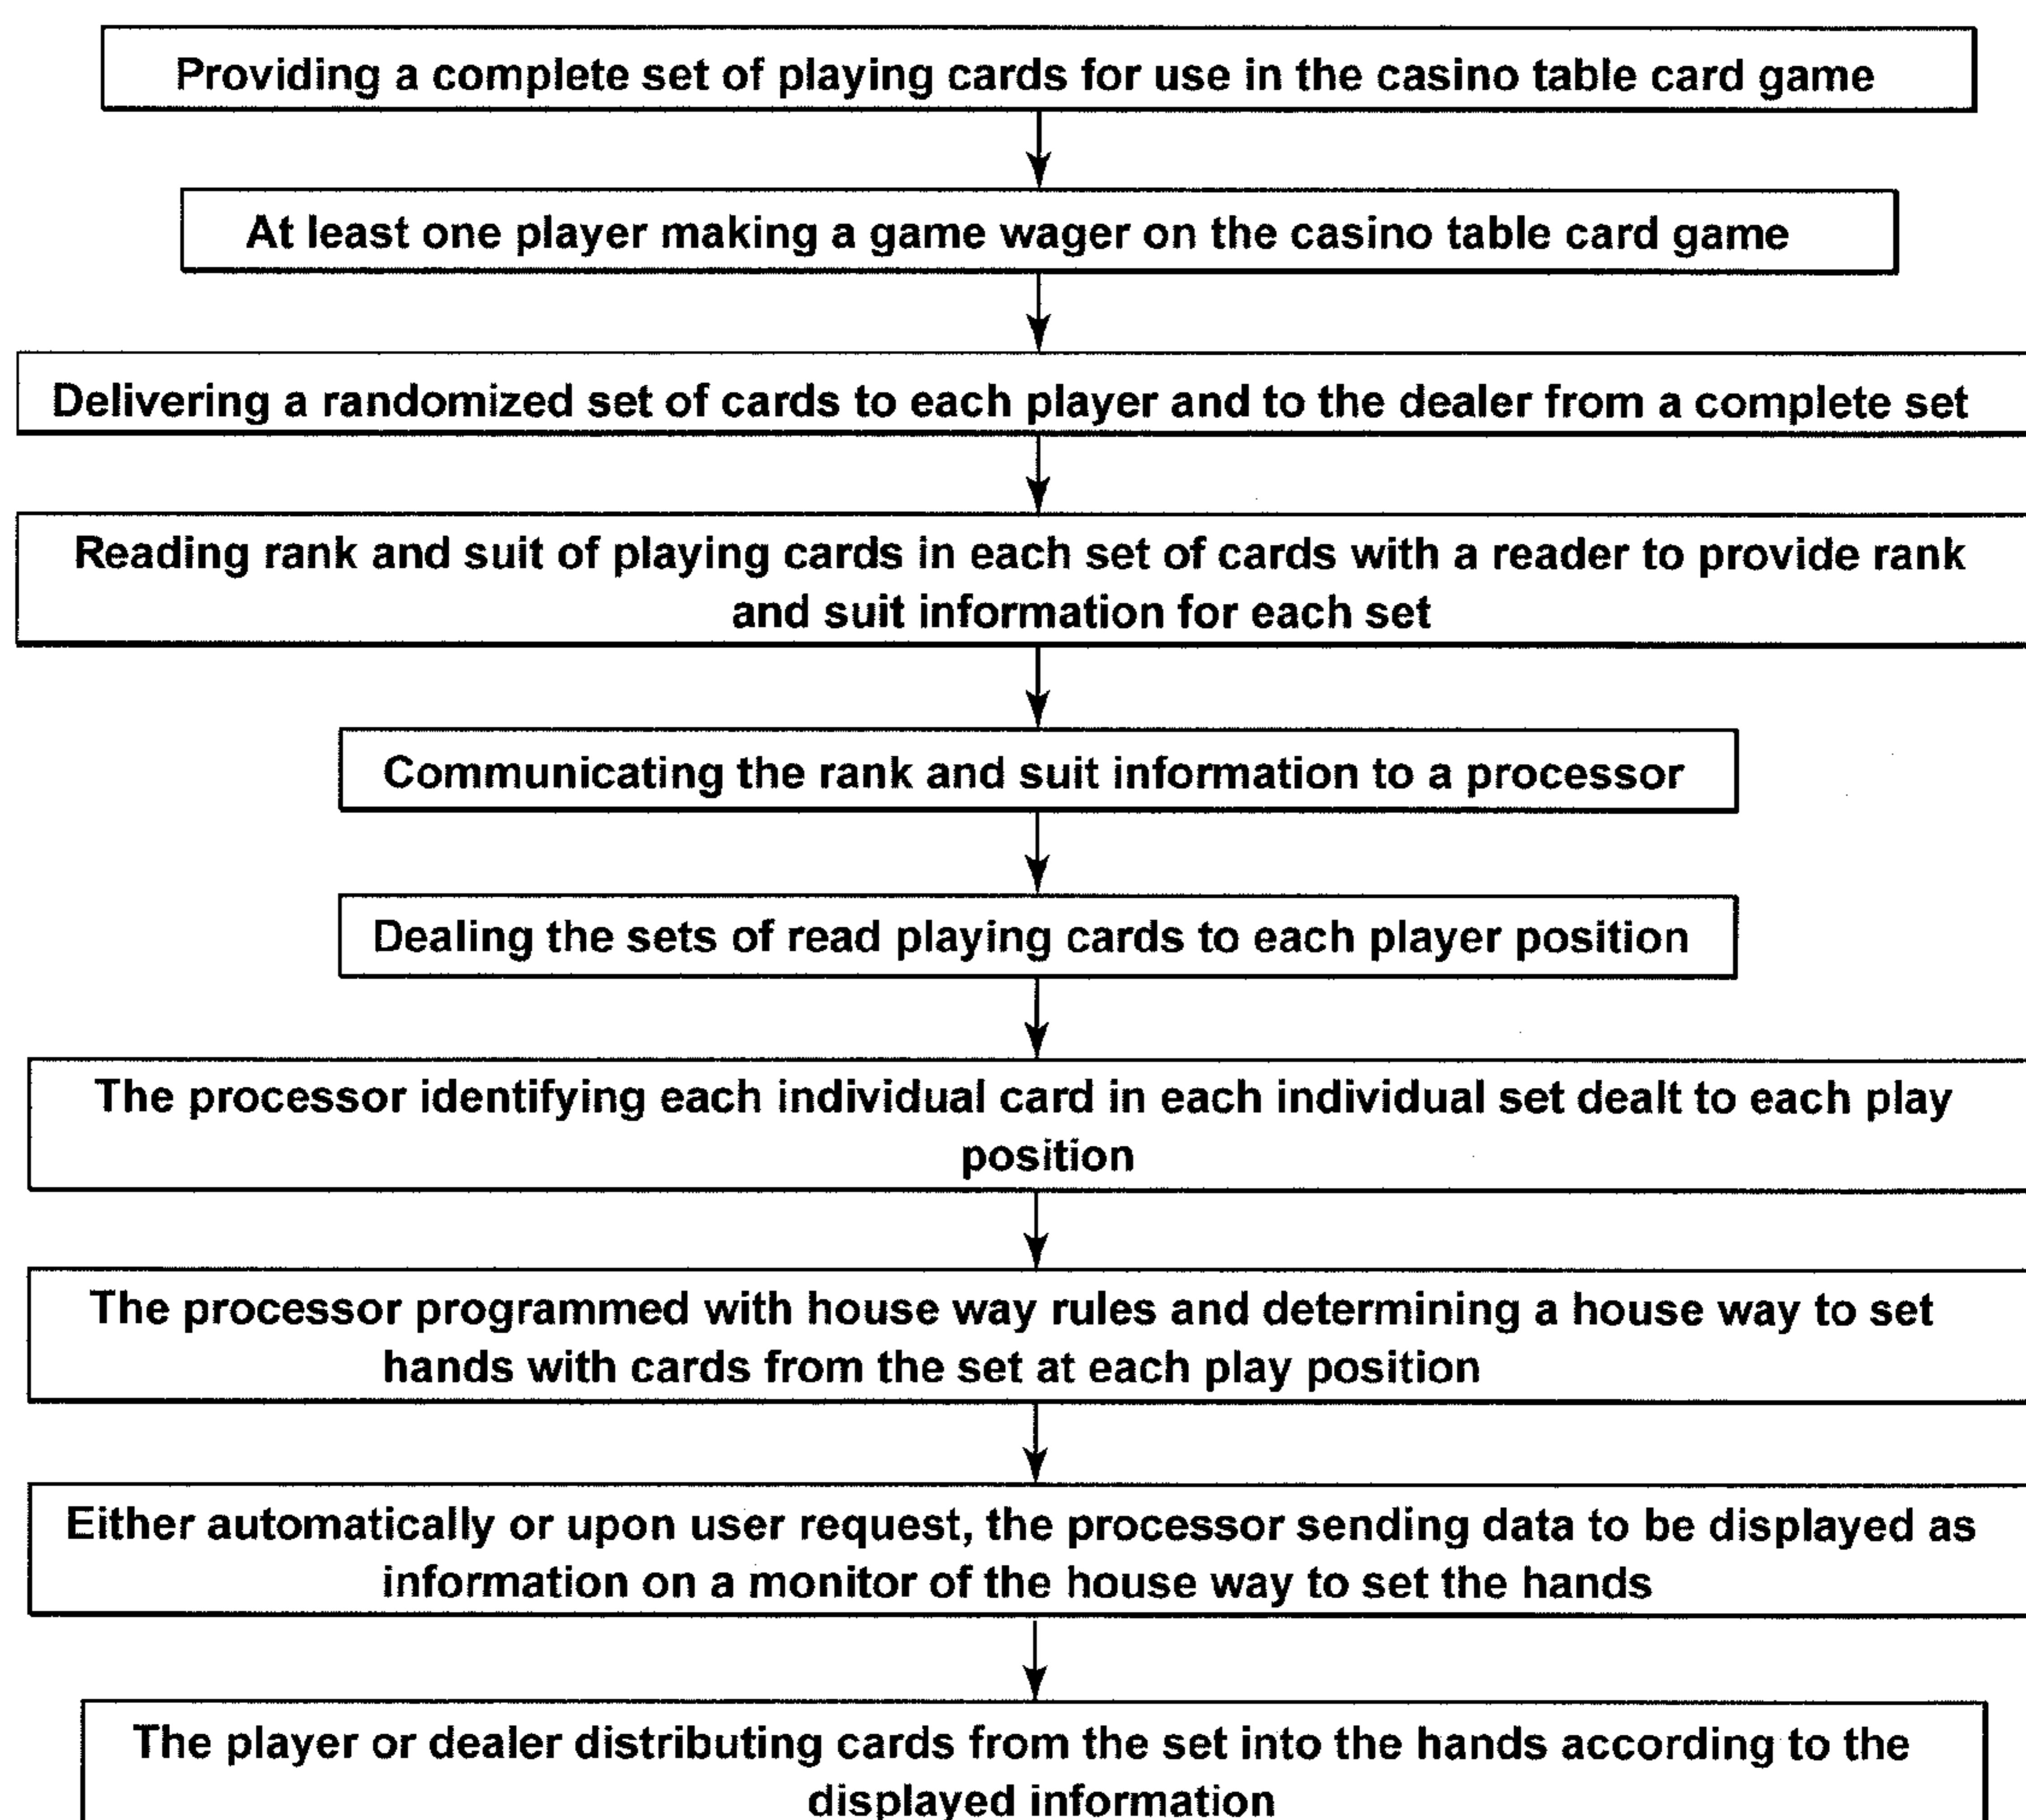 Providing a complete set of playing cards for use in the casino table card game
At least one player making a game wager on the casino table card game
Delivering a randomized set of cards to each player and to the dealer from a complete set
Reading rank and suit of playing cards in each set of cards with a reader to provide rank
and suit information for each set
Communicating the rank and suit information to a processor
Dealing the sets of read playing cards to each player position
The processor identifying each individual card in each individual set dealt to each play
position
The processor programmed with house way rules and determining a house way to set
hands with cards from the set at each play position
Either automatically or upon user request, the processor sending data to be displayed as
information on a monitor of the house way to set the hands
The player or dealer distributing cards from the set into the hands according to the
displayed information